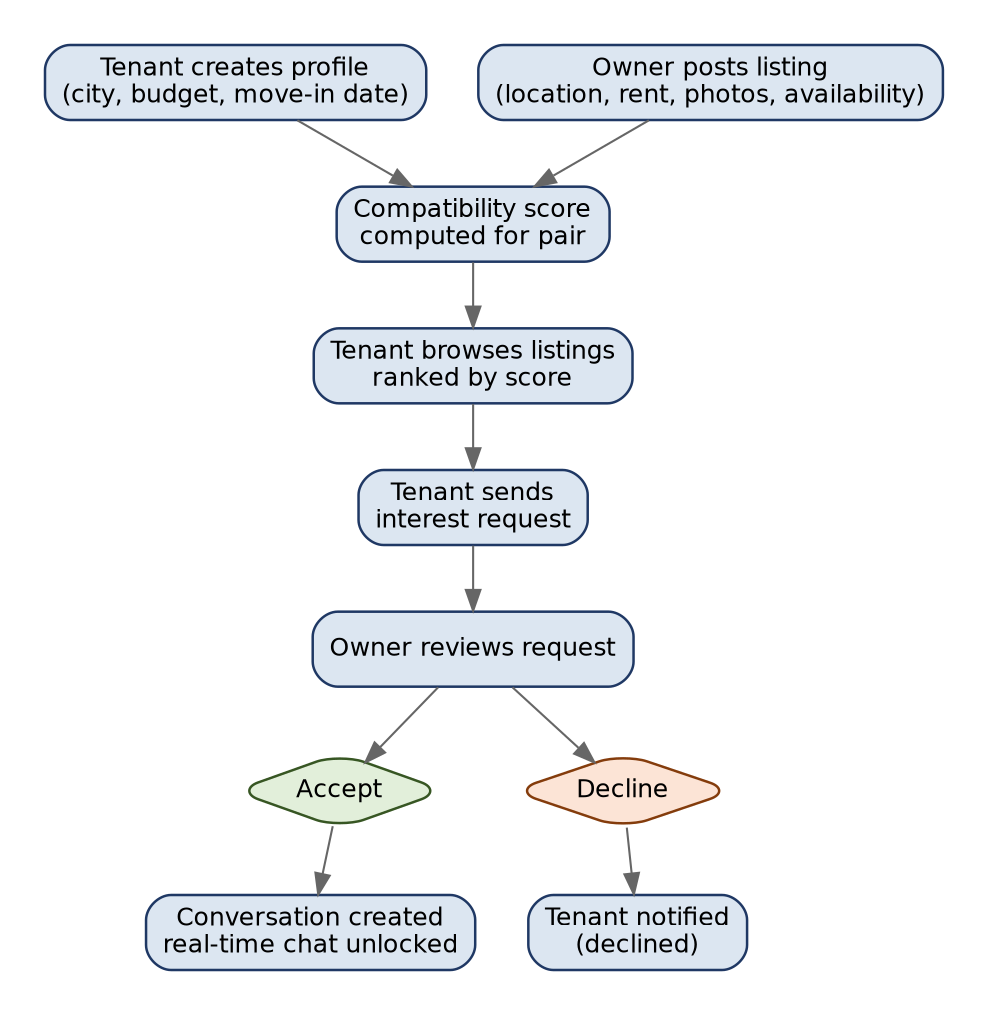 Tenant creates profile
(city, budget, move-in date)
Owner posts listing
(location, rent, photos, availability)
Compatibility score
computed for pair
Tenant browses listings
ranked by score
Tenant sends
interest request
Owner reviews request
Accept
Decline
Conversation created
real-time chat unlocked
Tenant notified
(declined)